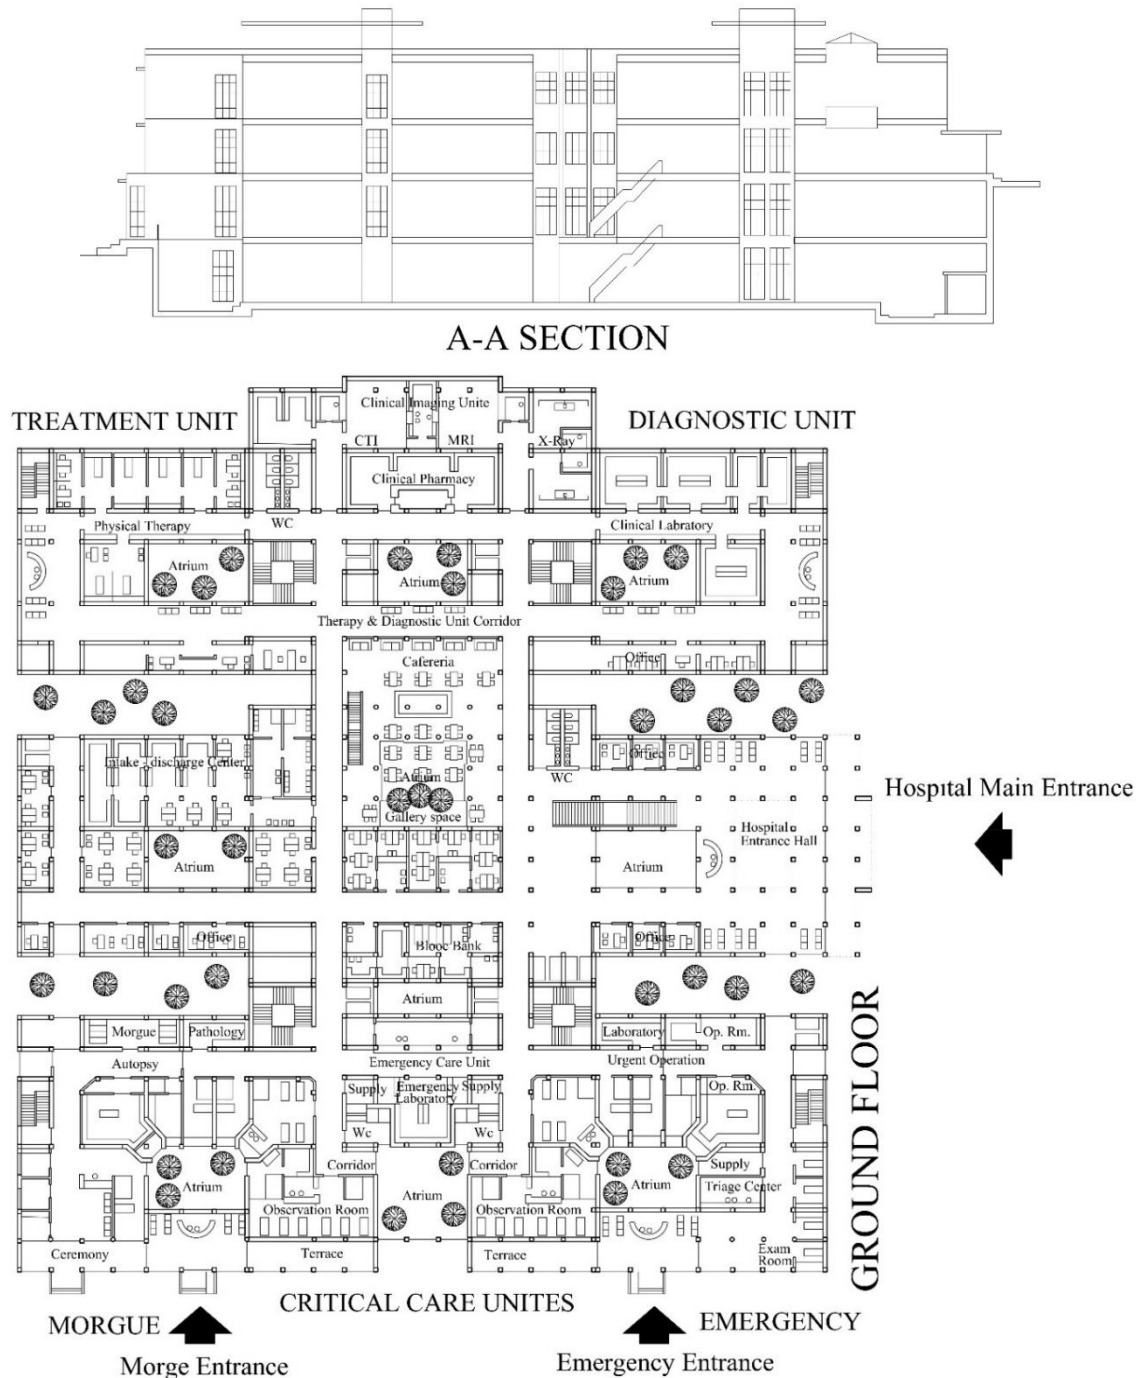 A-A SECTION
TREATMENT UNIT
DIAGNOSTIC UNIT
Clinical Imaging Unite
CTI
MRI
X-Ray
Clinical Pharmacy
Physical Therapy
WC
Clinical Labratory
Atrium
Atrium
Atrium
Therapy & Diagnostic Unit Corridor
Cafereria
Office
Intake - discharge Center
Atrium
WC
Office
Gallery space
Hospital Main Entrance
Hospital
Entrance Hall
Atrium
Atrium
Office
Blooc Bank
Office
Atrium
Morgue
Pathology
Laboratory
Op. Rm.
Autopsy
Emergency Care Unit
Urgent Operation
Supply
Emergency
Laboratory
Supply
Op. Rm.
Wc
Wc
Corridor
Corridor
Supply
Atrium
Atrium
Atrium
Triage Center
Observation Room
Observation Room
Ceremony
Terrace
Terrace
Exam
Room
GROUND FLOOR
CRITICAL CARE UNITES
MORGUE
EMERGENCY
Morge Entrance
Emergency Entrance